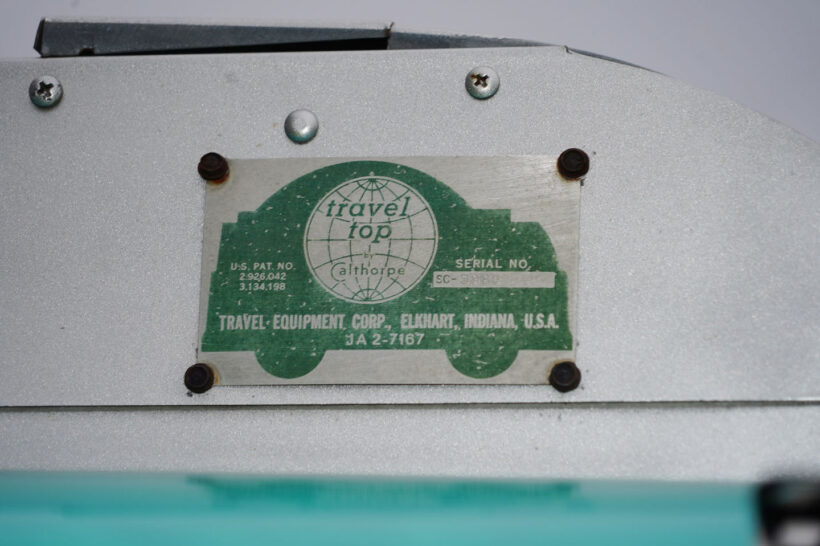 travel
top
by
Calthorpe
U.S. PAT. NO.
2,926,042
3,134,198
SERIAL NO.
SC-
TRAVEL EQUIPMENT CORP., ELKHART, INDIANA, U.S.A.
JA 2-7167